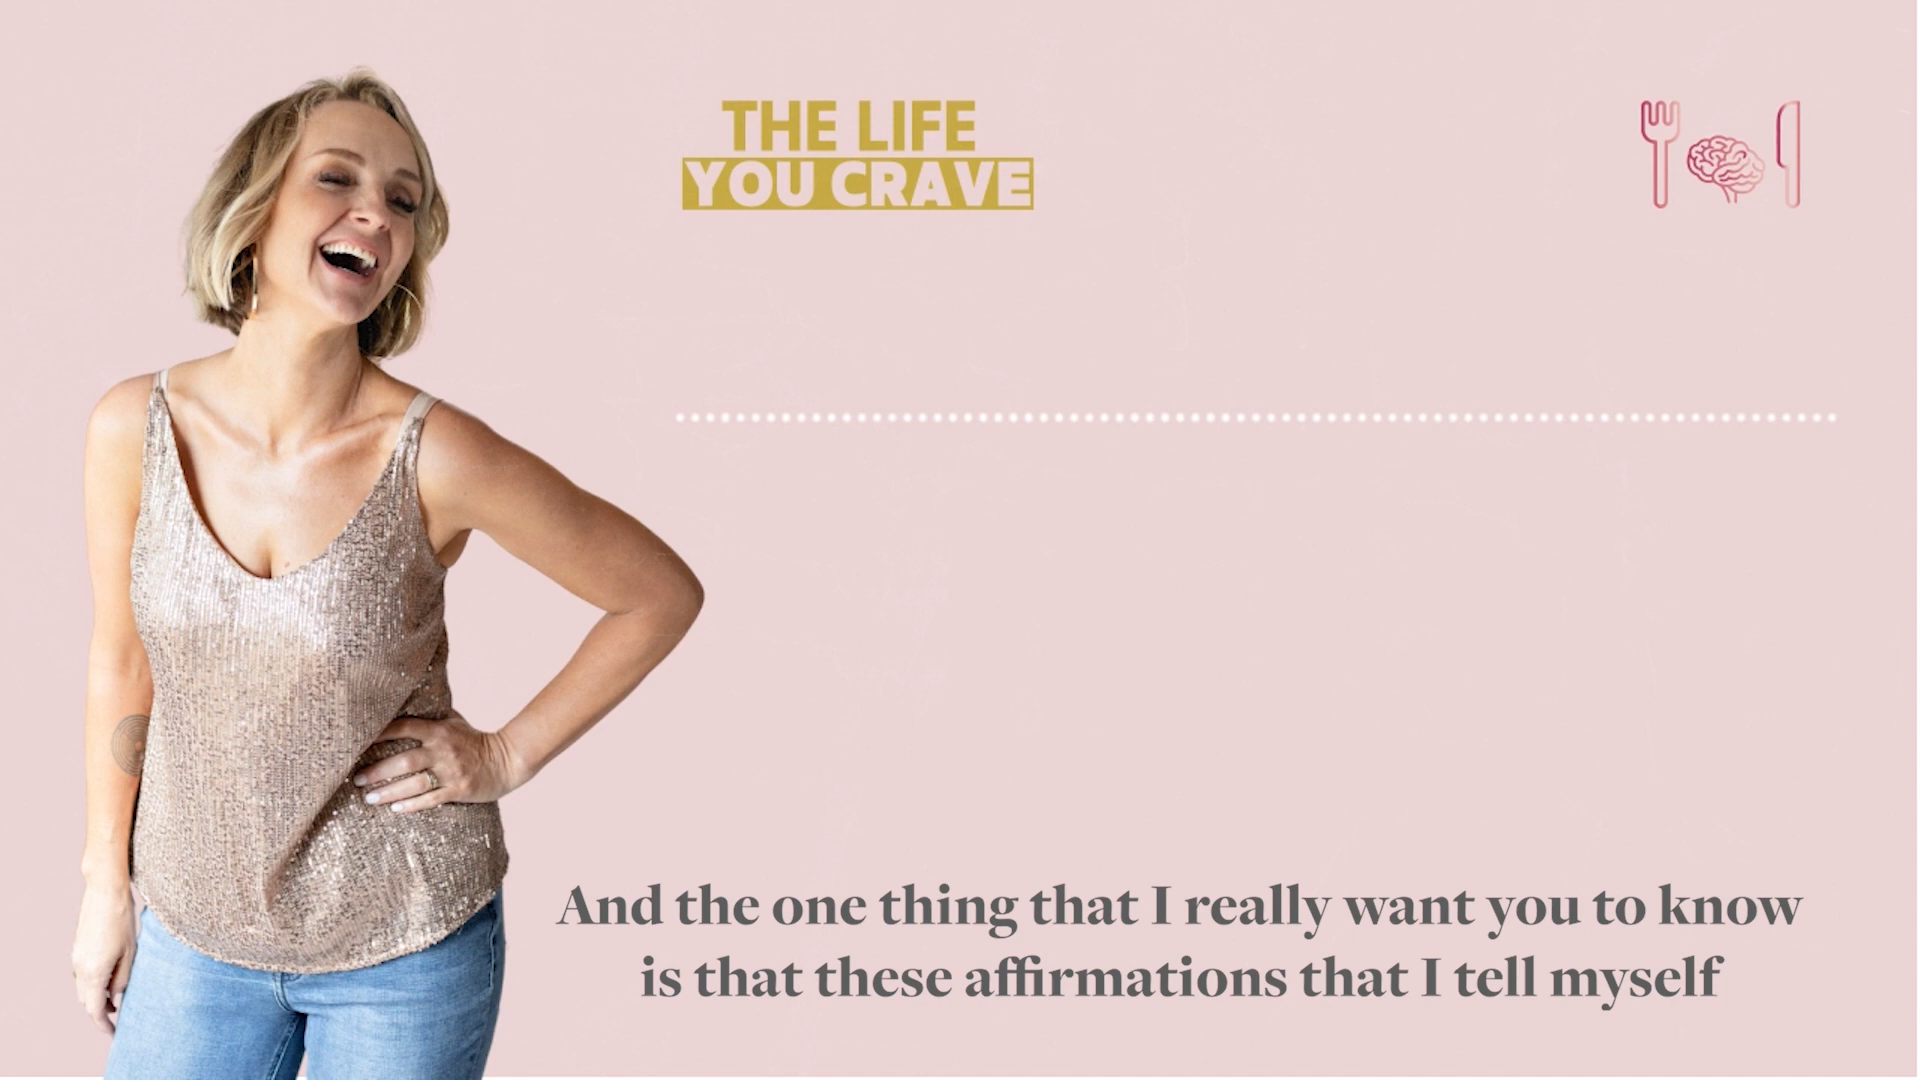 THE LIFE
YOU CRAVE
And the one thing that I really want you to know
is that these affirmations that I tell myself